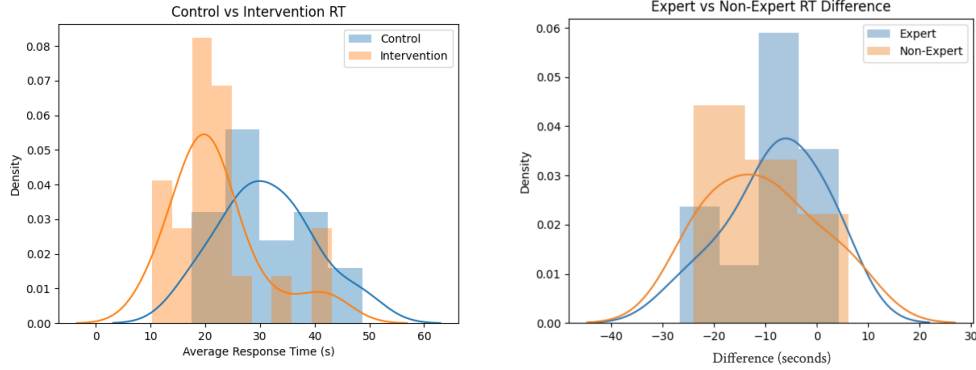 Control vs Intervention RT
Control
Intervention
0.08
0.07
0.06
0.05
0.04
0.03
0.02
0.01
0.00
Density
0 10 20 30 40 50 60
Average Response Time (s)
Expert vs Non-Expert RT Difference
Expert
Non-Expert
0.06
0.05
0.04
0.03
0.02
0.01
0.00
Density
−40 −30 −20 −10 0 10 20 30
Difference (seconds)